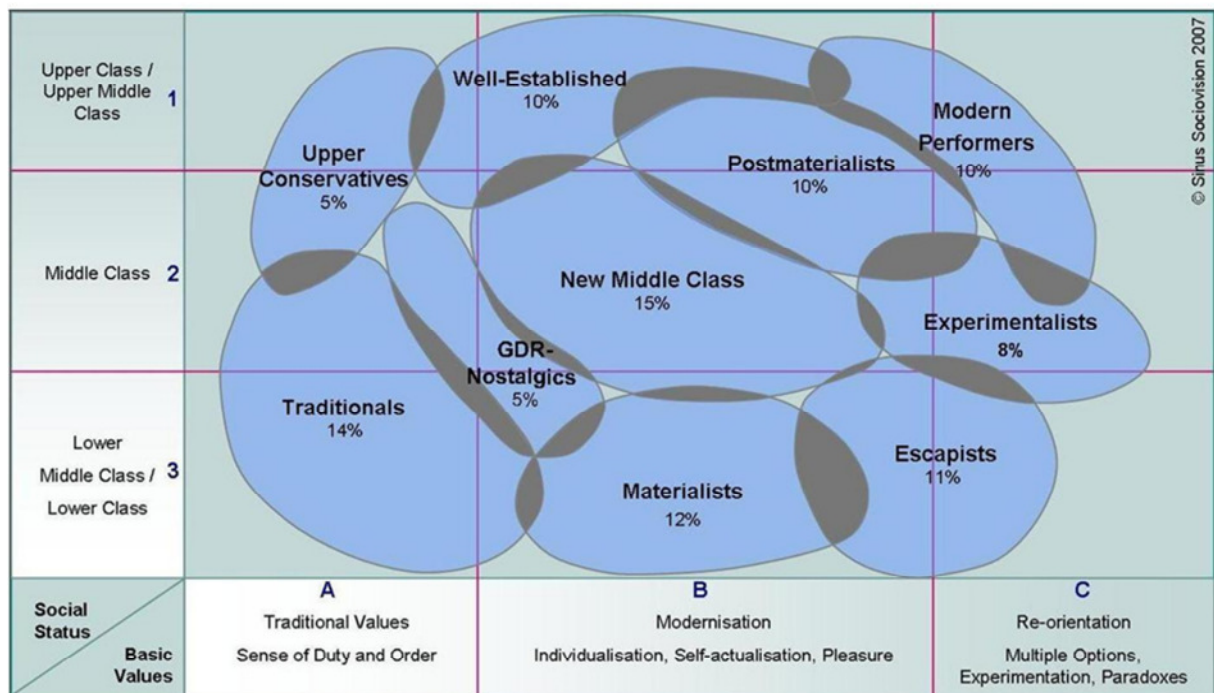 Upper Class /
Upper Middle
Class
1
Middle Class
2
Lower
Middle Class /
Lower Class
3
Well-Established
10%
Modern
Performers
10%
Upper
Conservatives
5%
Postmaterialists
10%
New Middle Class
15%
Experimentalists
8%
GDR-
Nostalgics
5%
Traditionals
14%
Escapists
11%
Materialists
12%
© Sinus Sociovision 2007
Social
Status
Basic
Values
A
Traditional Values
Sense of Duty and Order
B
Modernisation
Individualisation, Self-actualisation, Pleasure
C
Re-orientation
Multiple Options,
Experimentation, Paradoxes